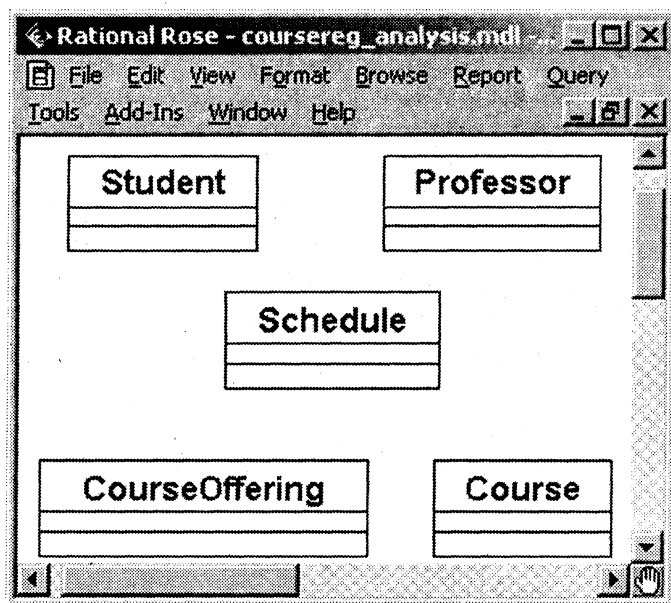 Rational Rose - coursereg_analysis.mdl - ...
File Edit View Format Browse Report Query
Tools Add-Ins Window Help
Student Professor
Schedule
CourseOffering Course